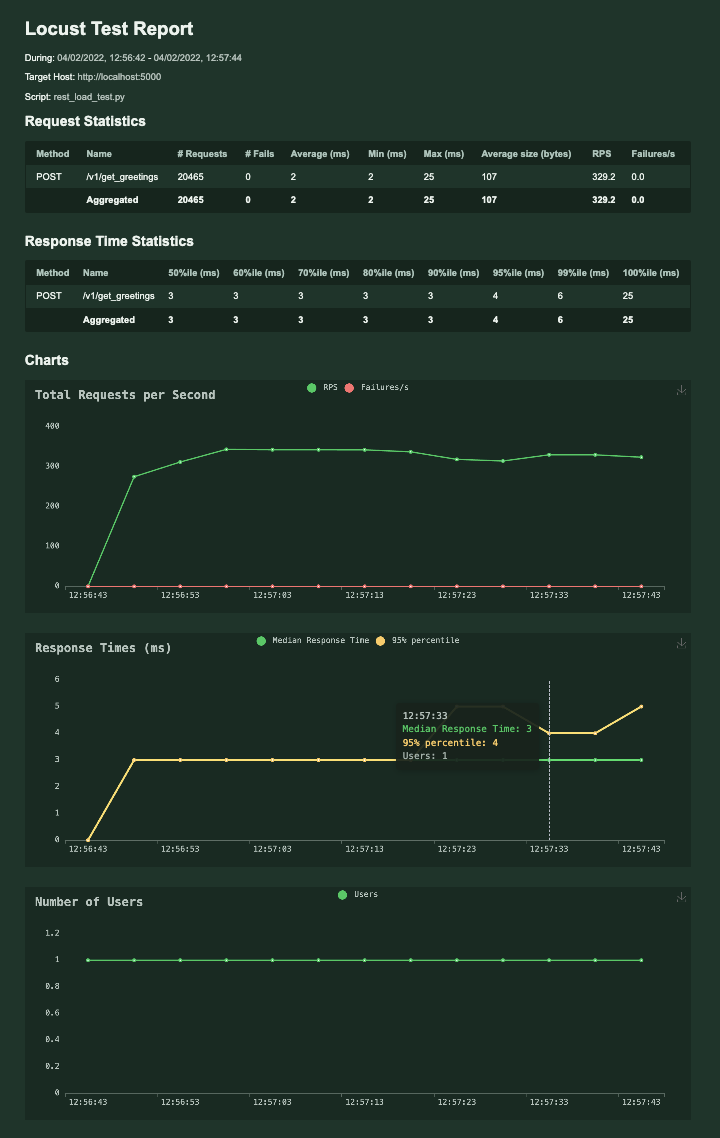 Locust Test Report
During: 04/02/2022, 12:56:42 - 04/02/2022, 12:57:44
Target Host: http://localhost:5000
Script: rest_load_test.py
Request Statistics
Method Name # Requests # Fails Average (ms) Min (ms) Max (ms) Average size (bytes) RPS Failures/s
POST /v1/get_greetings 20465 0 2 2 25 107 329.2 0.0
Aggregated 20465 0 2 2 25 107 329.2 0.0
Response Time Statistics
Method Name 50%ile (ms) 60%ile (ms) 70%ile (ms) 80%ile (ms) 90%ile (ms) 95%ile (ms) 99%ile (ms) 100%ile (ms)
POST /v1/get_greetings 3 3 3 3 3 4 6 25
Aggregated 3 3 3 3 3 4 6 25
Charts
Total Requests per Second
RPS Failures/s
400
300
200
100
0
12:56:43 12:56:53 12:57:03 12:57:13 12:57:23 12:57:33 12:57:43
Response Times (ms)
Median Response Time 95% percentile
6
5
4
3
2
1
0
12:57:33
Median Response Time: 3
95% percentile: 4
Users: 1
12:56:43 12:56:53 12:57:03 12:57:13 12:57:23 12:57:33 12:57:43
Number of Users
Users
1.2
1
0.8
0.6
0.4
0.2
0
12:56:43 12:56:53 12:57:03 12:57:13 12:57:23 12:57:33 12:57:43